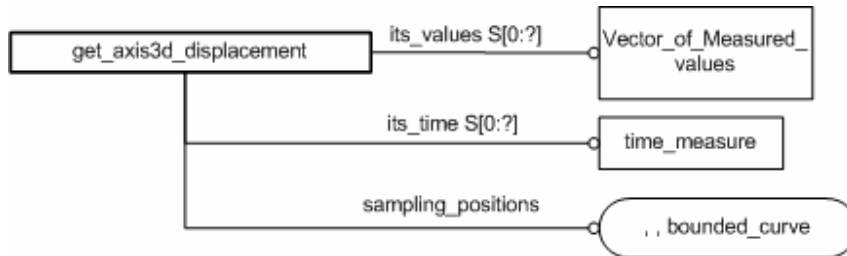 its_values S[0:?]
Vector_of_Measured_
values
get_axis3d_displacement
its_time S[0:?]
time_measure
sampling_positions
, , bounded_curve